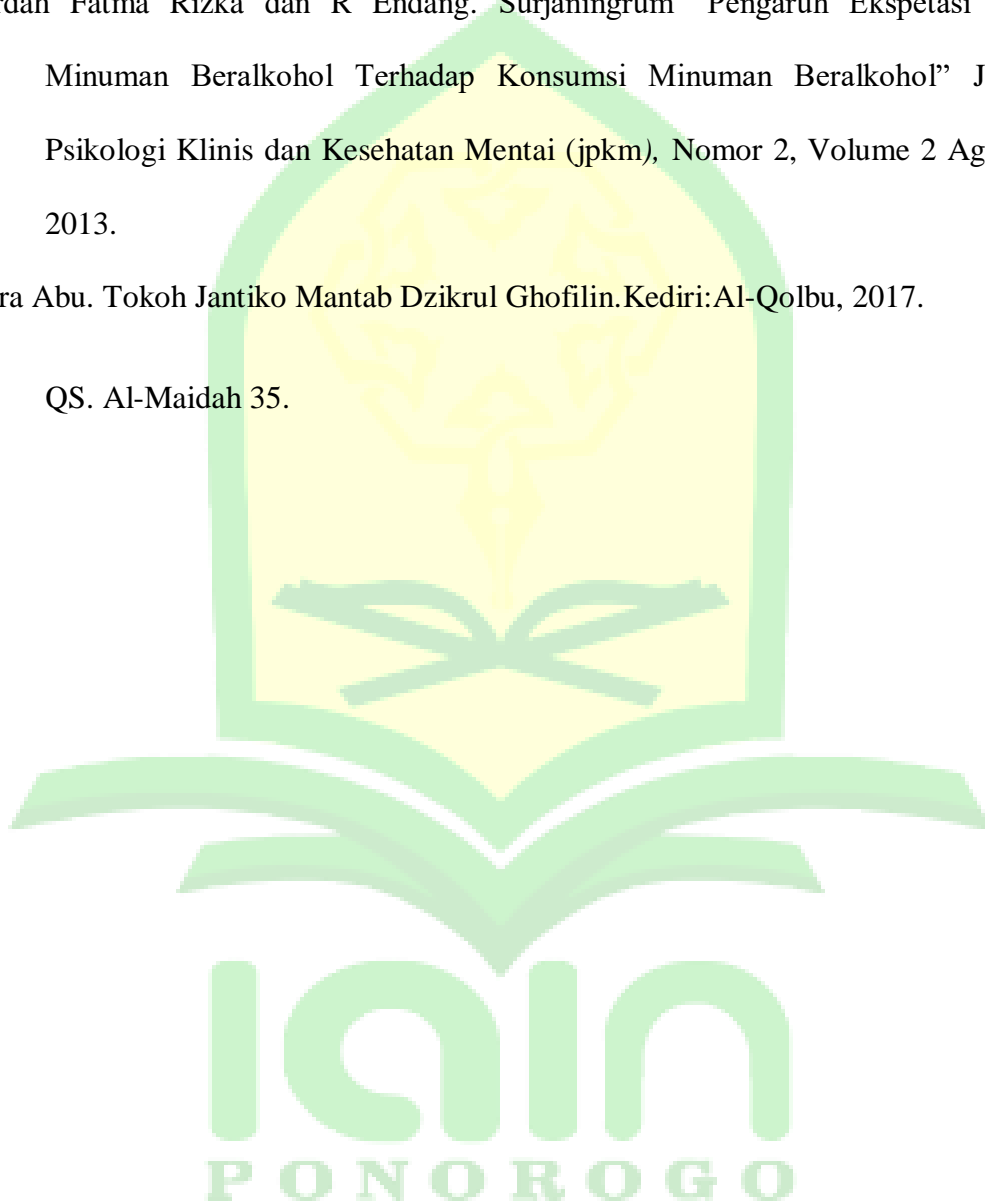 Fatma Rizka dan R Endang. Surjaningrum "Pengaruh Ekspetasi
Minuman Beralkohol Terhadap Konsumsi Minuman Beralkohol" J
Psikologi Klinis dan Kesehatan Mentai (jpkm), Nomor 2, Volume 2 Ag
2013.
ra Abu. Tokoh Jantiko Mantab Dzikrul Ghofilin.Kediri:Al-Qolbu, 2017.
QS. Al-Maidah 35.
iain
PONOROGO